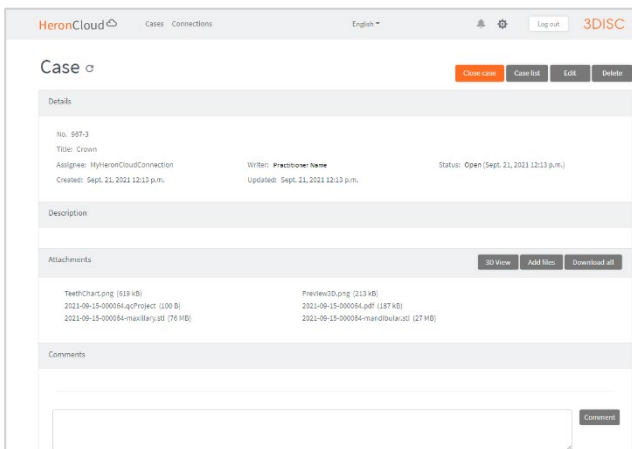 HeronCloud Cases Connections English Log out 3DISC
Case
Close case Case list Edit Delete
Details
No. 967-3
Title: Crown
Assignee: MyHeronCloudConnection Writer: Practitioner Name Status: Open (Sept. 21, 2021 12:13 p.m.)
Created: Sept. 21, 2021 12:13 p.m. Updated: Sept. 21, 2021 12:13 p.m.
Description
Attachments 3D View Add files Download all
TeethChart.png (619 kB) Preview3D.png (213 kB)
2021-09-15-000064.qcProject (100 B) 2021-09-15-000064.pdf (187 kB)
2021-09-15-000064-maxillary.stl (76 MB) 2021-09-15-000064-mandibular.stl (27 MB)
Comments
Comment